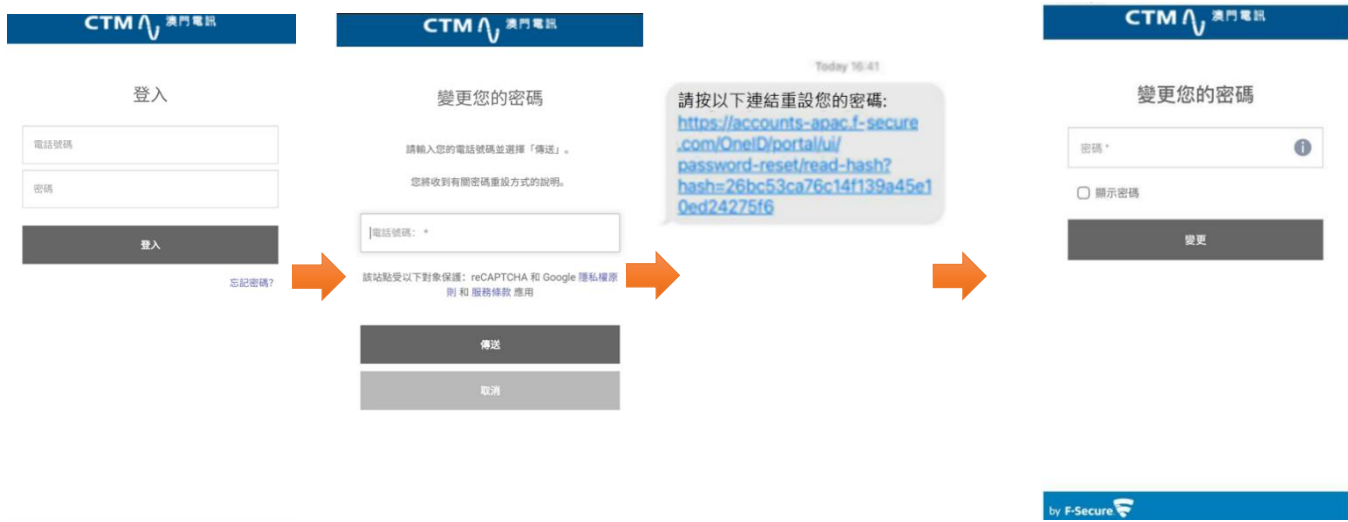 CTM 澳門電訊
登入
電話號碼
密碼
登入
忘記密碼?
CTM 澳門電訊
變更您的密碼
請輸入您的電話號碼並選擇「傳送」。
您將收到有關密碼重設方式的說明。
電話號碼: *
該站點受以下對象保護: reCAPTCHA 和 Google 隱私權原
則 和 服務條款 應用
傳送
取消
Today 16:41
請按以下連結重設您的密碼:
https://accounts-apac.f-secure
.com/OneID/portal/ui/
password-reset/read-hash?
hash=26bc53ca76c14f139a45e1
0ed24275f6
CTM 澳門電訊
變更您的密碼
密碼 *
顯示密碼
變更
by F-Secure